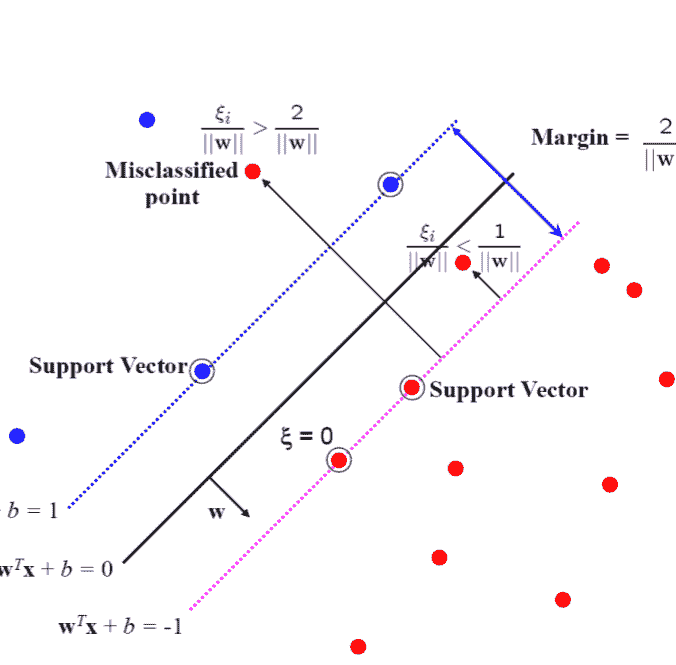 ξᵢ/||w|| > 2/||w||
Margin = 2/||w
Misclassified
point
ξᵢ/||w|| < 1/||w||
Support Vector
Support Vector
ξ = 0
b = 1
w
wᵀx + b = 0
wᵀx + b = -1